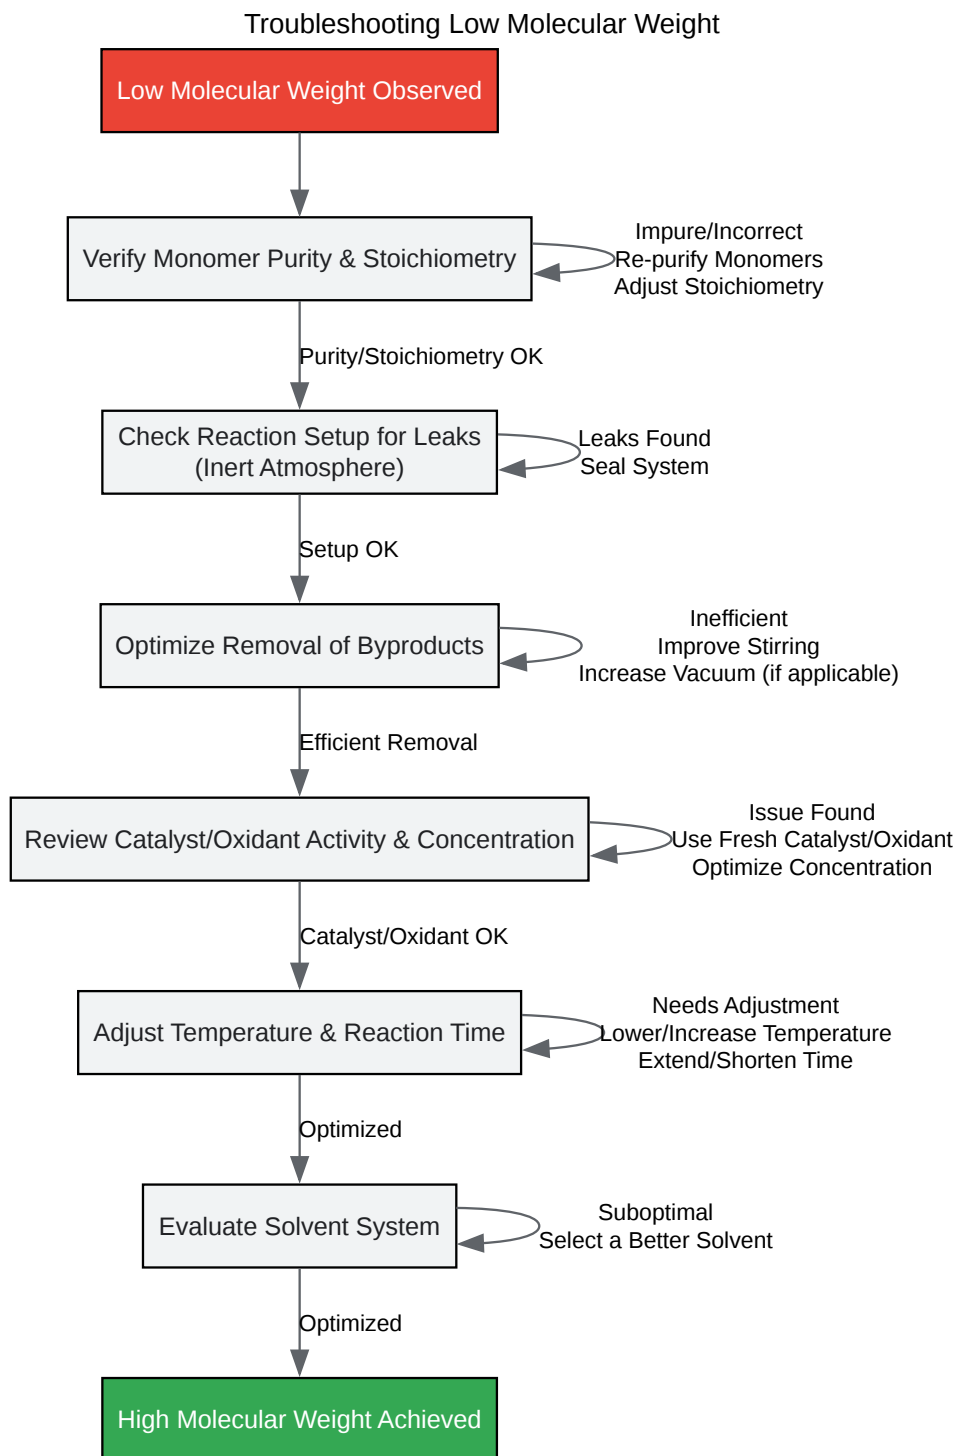 Troubleshooting Low Molecular Weight
Low Molecular Weight Observed
Verify Monomer Purity & Stoichiometry
Impure/Incorrect
Re-purify Monomers
Adjust Stoichiometry
Purity/Stoichiometry OK
Check Reaction Setup for Leaks
(Inert Atmosphere)
Leaks Found
Seal System
Setup OK
Optimize Removal of Byproducts
Inefficient
Improve Stirring
Increase Vacuum (if applicable)
Efficient Removal
Review Catalyst/Oxidant Activity & Concentration
Issue Found
Use Fresh Catalyst/Oxidant
Optimize Concentration
Catalyst/Oxidant OK
Adjust Temperature & Reaction Time
Needs Adjustment
Lower/Increase Temperature
Extend/Shorten Time
Optimized
Evaluate Solvent System
Suboptimal
Select a Better Solvent
Optimized
High Molecular Weight Achieved